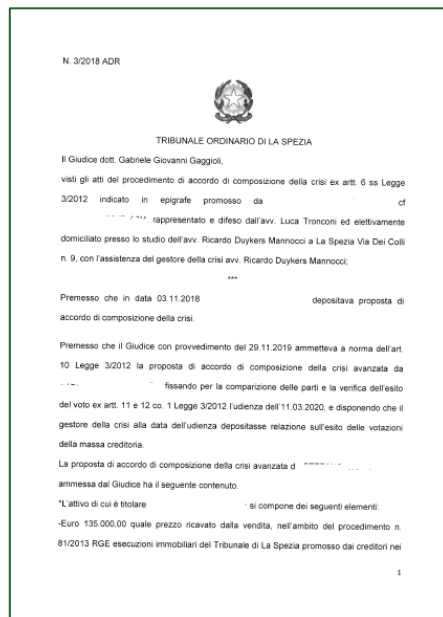 N. 3/2018 ADR
TRIBUNALE ORDINARIO DI LA SPEZIA
Il Giudice dott. Gabriele Giovanni Gaggioli,
visti gli atti del procedimento di accordo di composizione della crisi ex artt. 6 ss Legge
3/2012 indicato in epigrafe promosso da cf
rappresentato e difeso dall'avv. Luca Tronconi ed elettivamente
domiciliato presso lo studio dell'avv. Ricardo Duykers Mannocci a La Spezia Via Dei Colli
n. 9, con l'assistenza del gestore della crisi avv. Ricardo Duykers Mannocci;
***
Premesso che in data 03.11.2018 depositava proposta di
accordo di composizione della crisi.
Premesso che il Giudice con provvedimento del 29.11.2019 ammetteva a norma dell'art.
10 Legge 3/2012 la proposta di accordo di composizione della crisi avanzata da
fissando per la comparizione delle parti e la verifica dell'esito
del voto ex artt. 11 e 12 co. 1 Legge 3/2012 l'udienza dell'11.03.2020, e disponendo che il
gestore della crisi alla data dell'udienza depositasse relazione sull'esito delle votazioni
della massa creditoria.
La proposta di accordo di composizione della crisi avanzata d
ammessa dal Giudice ha il seguente contenuto.
"L'attivo di cui è titolare si compone dei seguenti elementi:
-Euro 135.000,00 quale prezzo ricavato dalla vendita, nell'ambito del procedimento n.
81/2013 RGE esecuzioni immobiliari del Tribunale di La Spezia promosso dai creditori nei
1